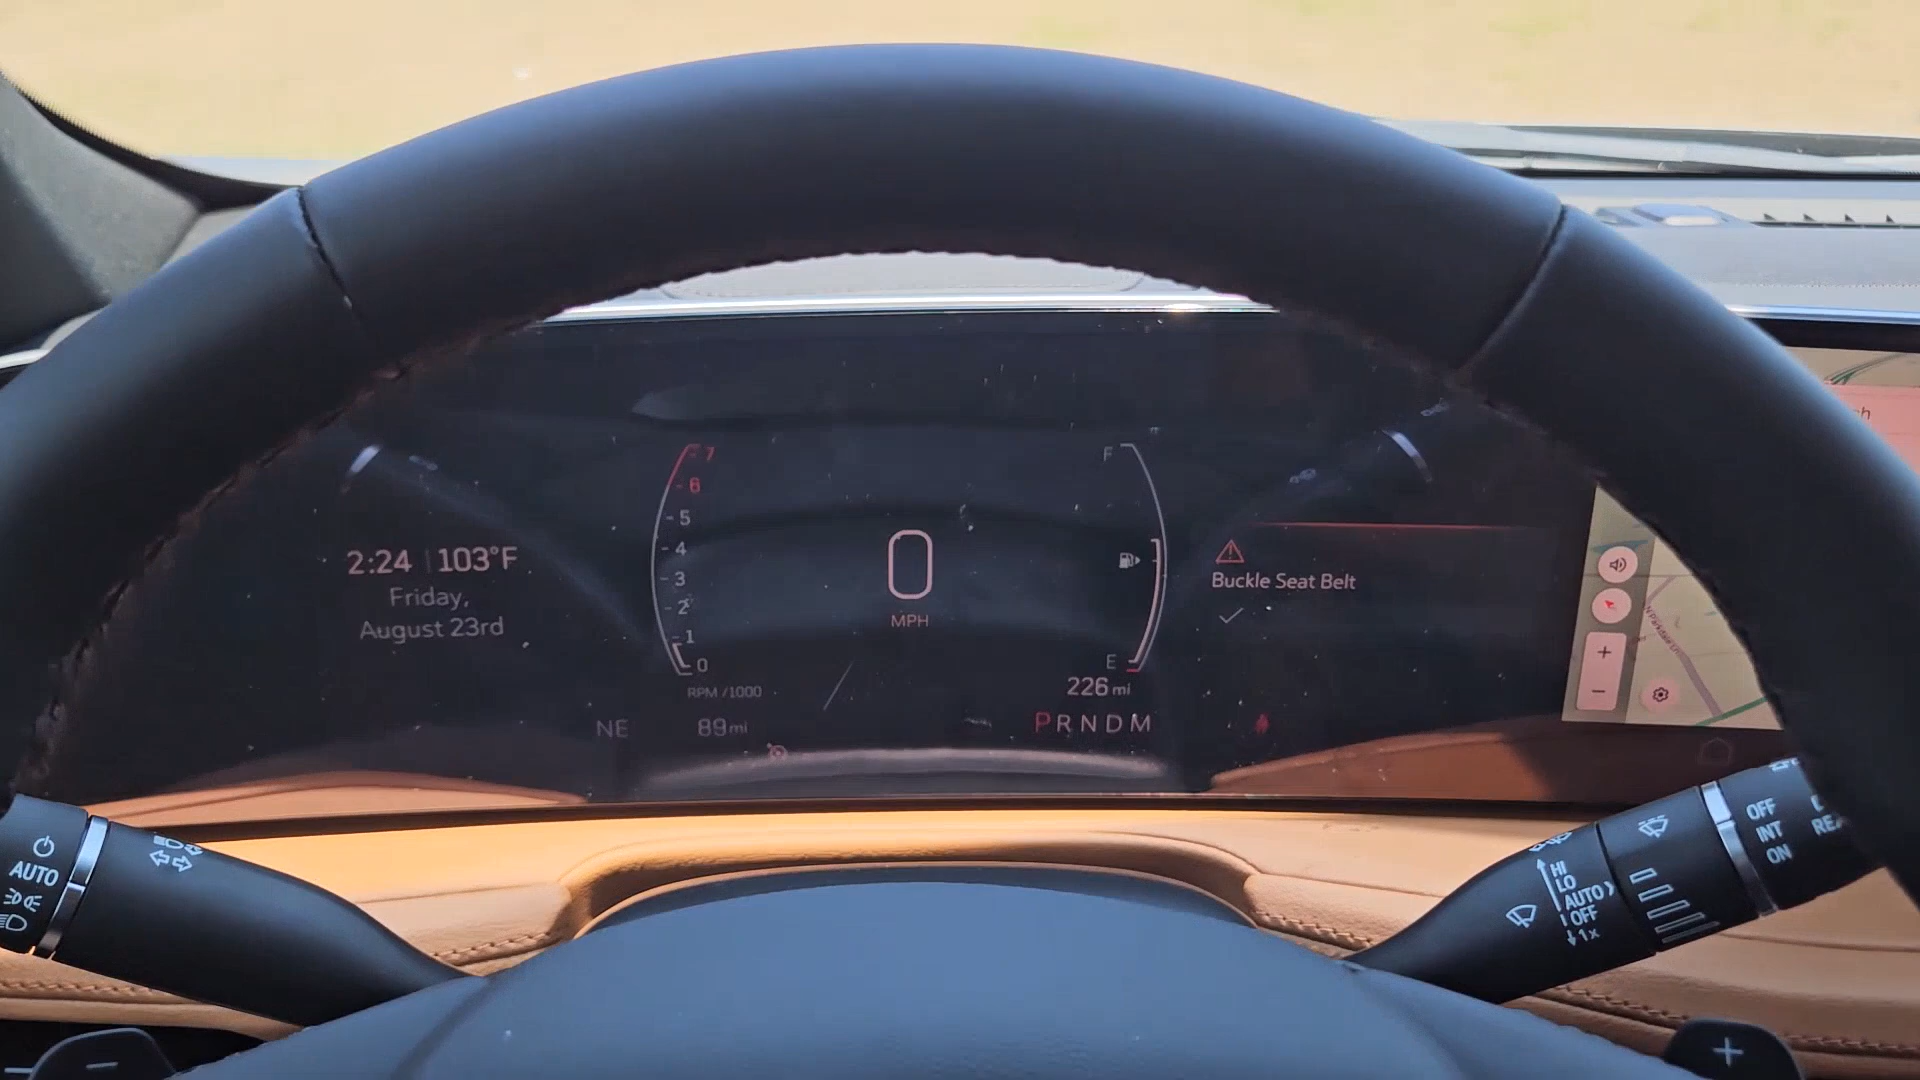 2:24 103°F
Friday,
August 23rd
7
6
5
4
3
2
1
0
RPM /1000
NE
89 mi
0
MPH
F
E
226 mi
PRNDM
Buckle Seat Belt
+
−
AUTO
HI
LO
AUTO
OFF
1x
OFF
INT
ON
−
+